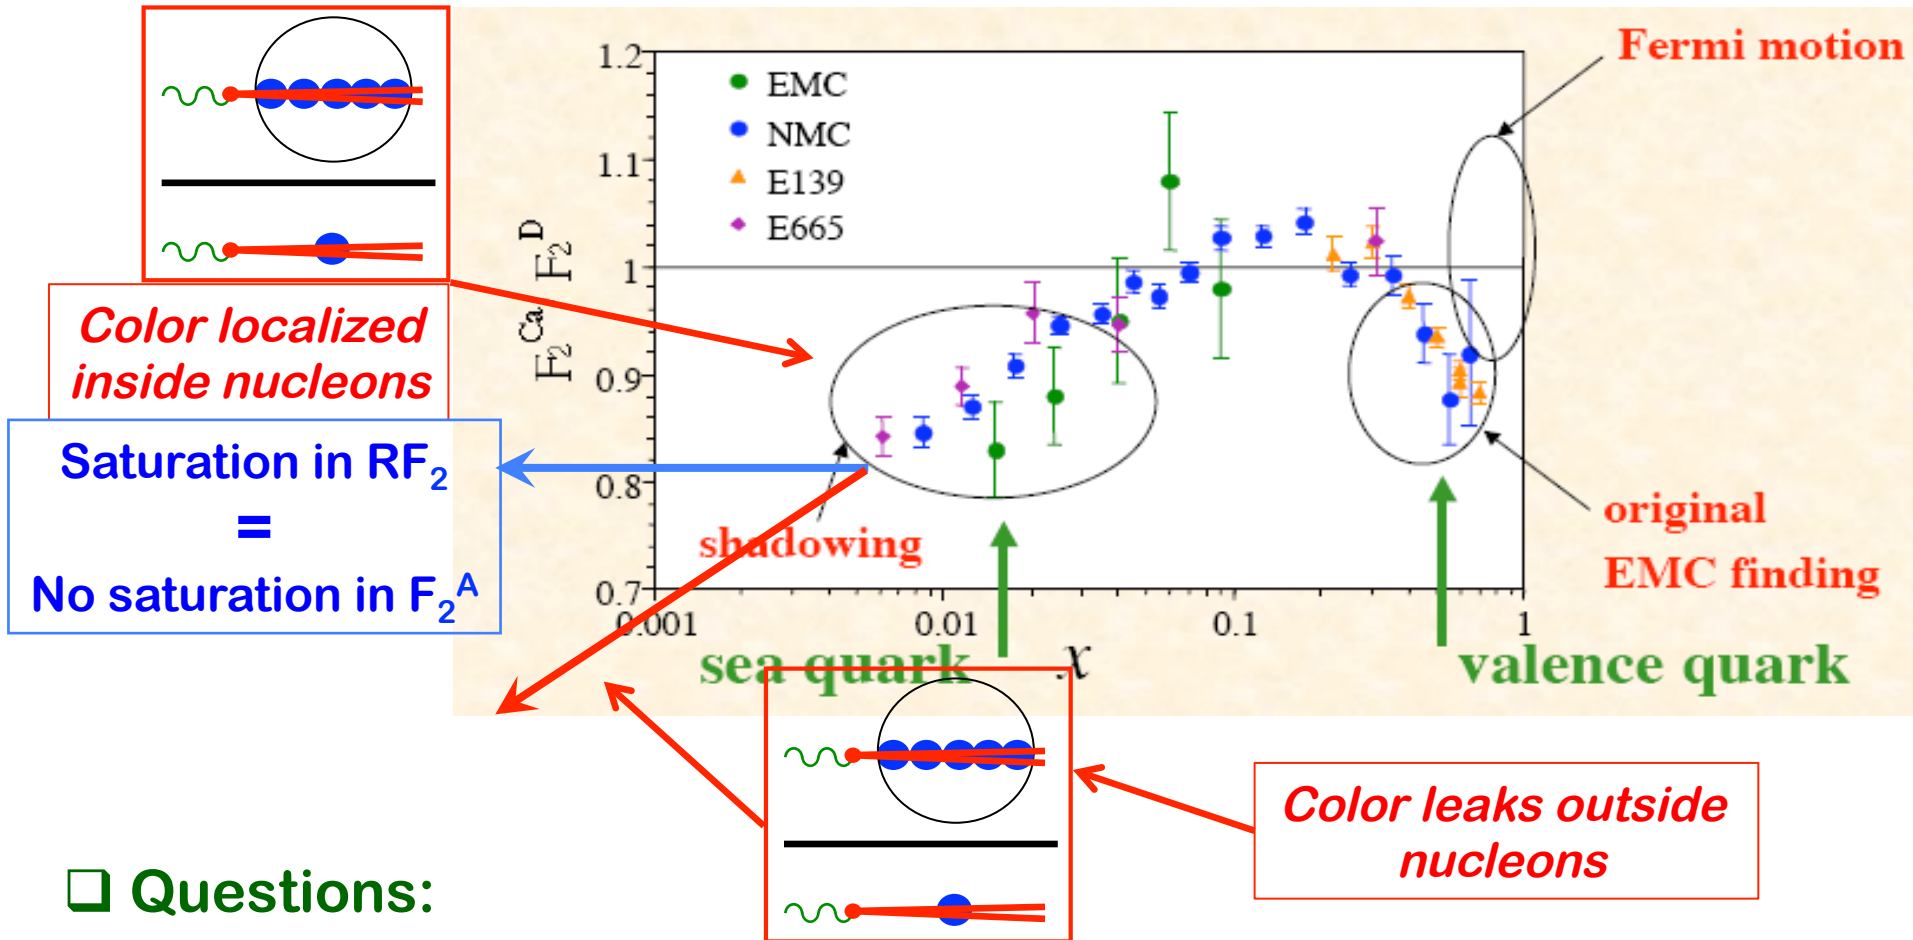 Fermi motion
1.2
EMC
NMC
1.1
E139
E665
F₂ᶜᵃ F₂ᴰ
1
Color localized
inside nucleons
0.9
Saturation in RF₂
=
No saturation in F₂ᴬ
0.8
original
EMC finding
shadowing
0.7
0.001
0.01
0.1
1
sea quark
x
valence quark
Color leaks outside
nucleons
❑ Questions: